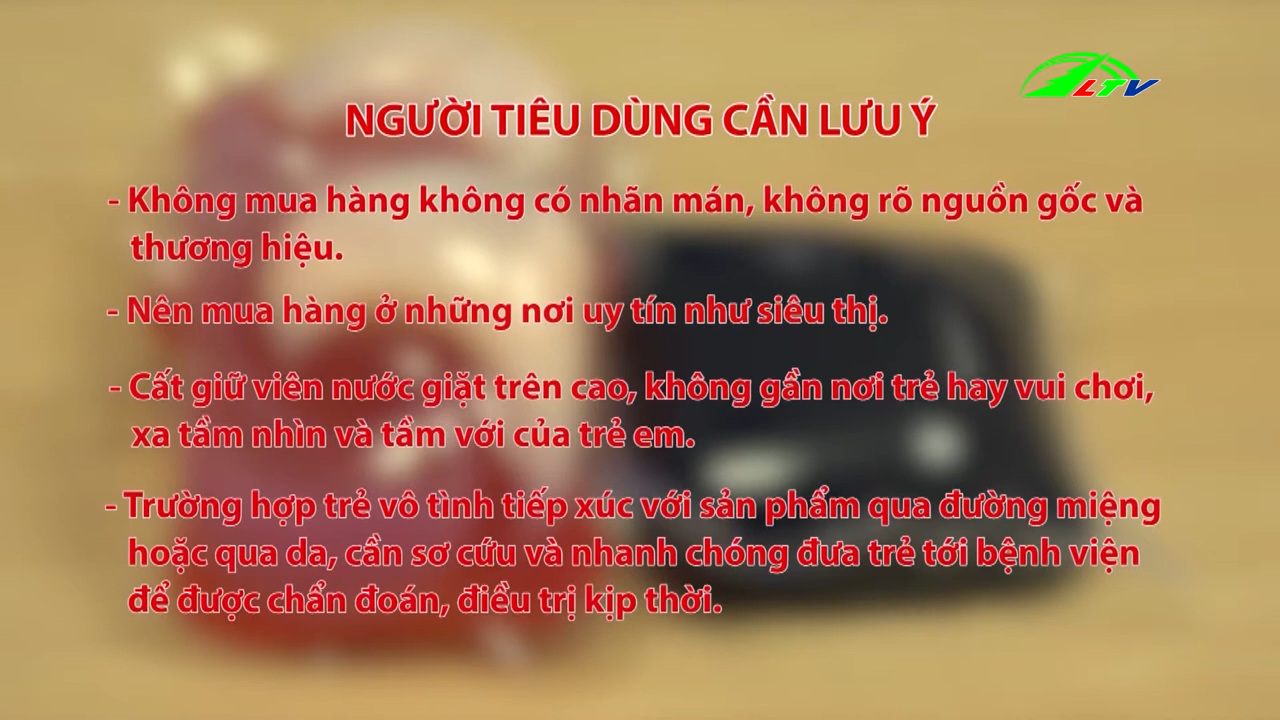 LTV
NGƯỜI TIÊU DÙNG CẦN LƯU Ý
- Không mua hàng không có nhãn mán, không rõ nguồn gốc và
thương hiệu.
- Nên mua hàng ở những nơi uy tín như siêu thị.
- Cất giữ viên nước giặt trên cao, không gần nơi trẻ hay vui chơi,
xa tầm nhìn và tầm với của trẻ em.
- Trường hợp trẻ vô tình tiếp xúc với sản phẩm qua đường miệng
hoặc qua da, cần sơ cứu và nhanh chóng đưa trẻ tới bệnh viện
để được chẩn đoán, điều trị kịp thời.